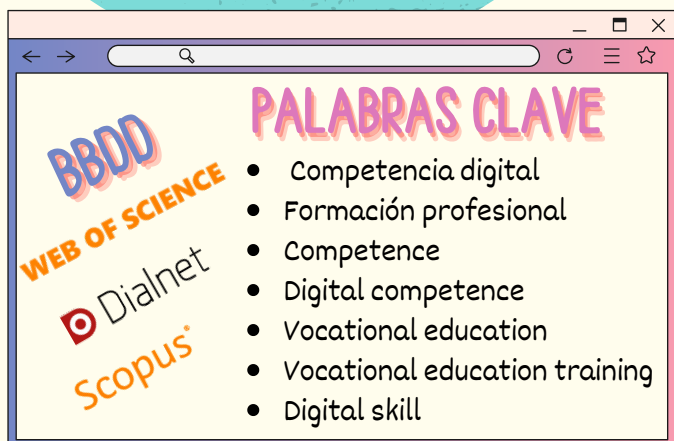 BBDD
WEB OF SCIENCE
Dialnet
Scopus
PALABRAS CLAVE
Competencia digital
Formación profesional
Competence
Digital competence
Vocational education
Vocational education training
Digital skill